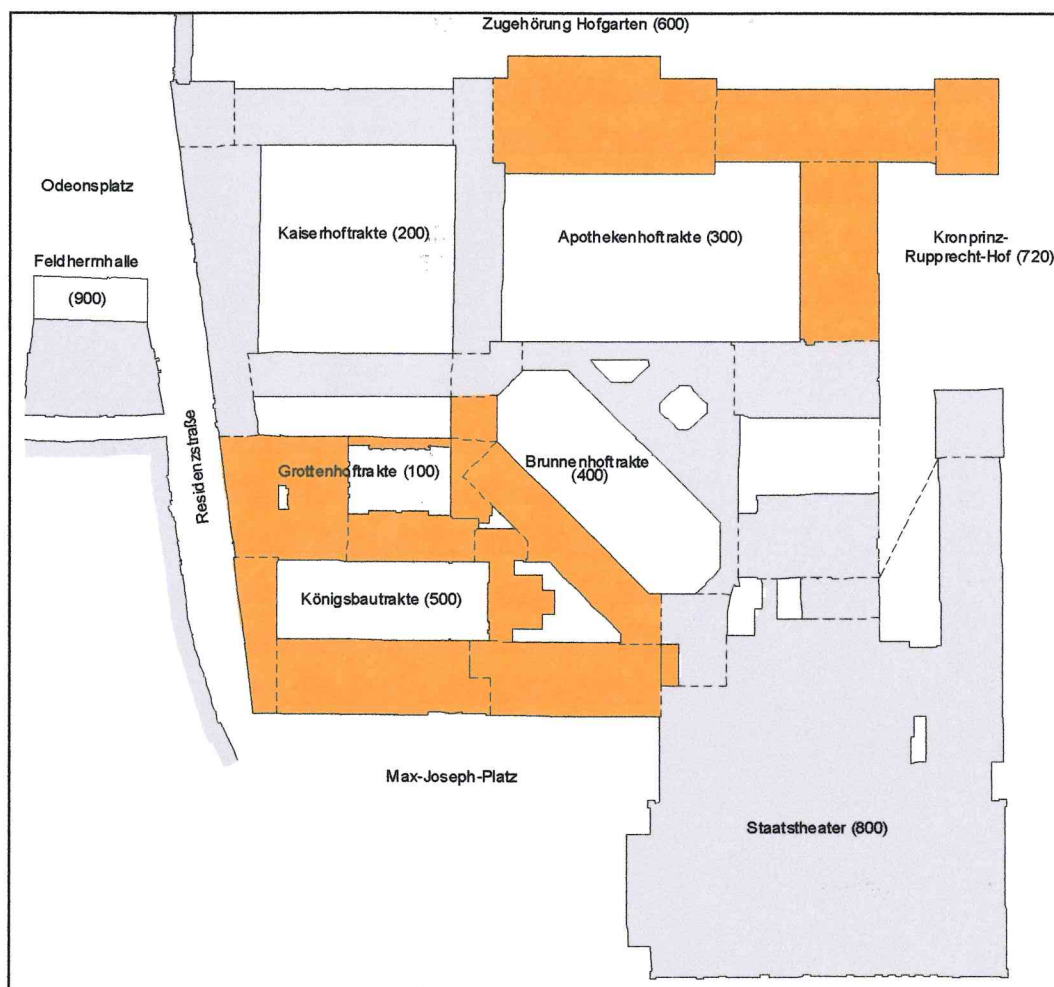 Zugehörung Hofgarten (600)
Odeonsplatz
Kaiserhoftrakte (200)
Apothekenhoftrakte (300)
Kronprinz-
Rupprecht-Hof (720)
Feldherrnhalle
(900)
Residenzstraße
Grottenhoftrakte (100)
Brunnenhoftrakte
(400)
Königsbautrakte (500)
Max-Joseph-Platz
Staatstheater (800)